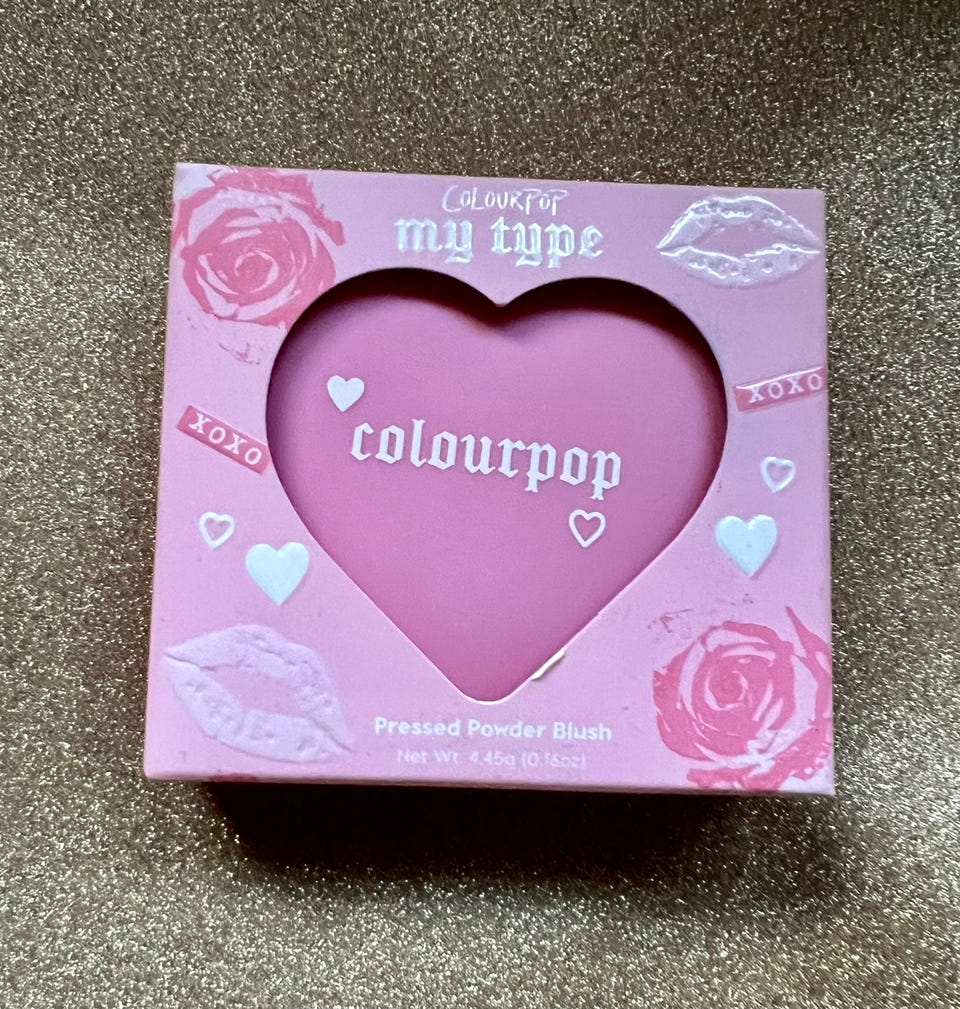 COLOURPOP
my type
XOXO
colourpop
XOXO
Pressed Powder Blush
Net Wt. 4.45g (0.16oz)